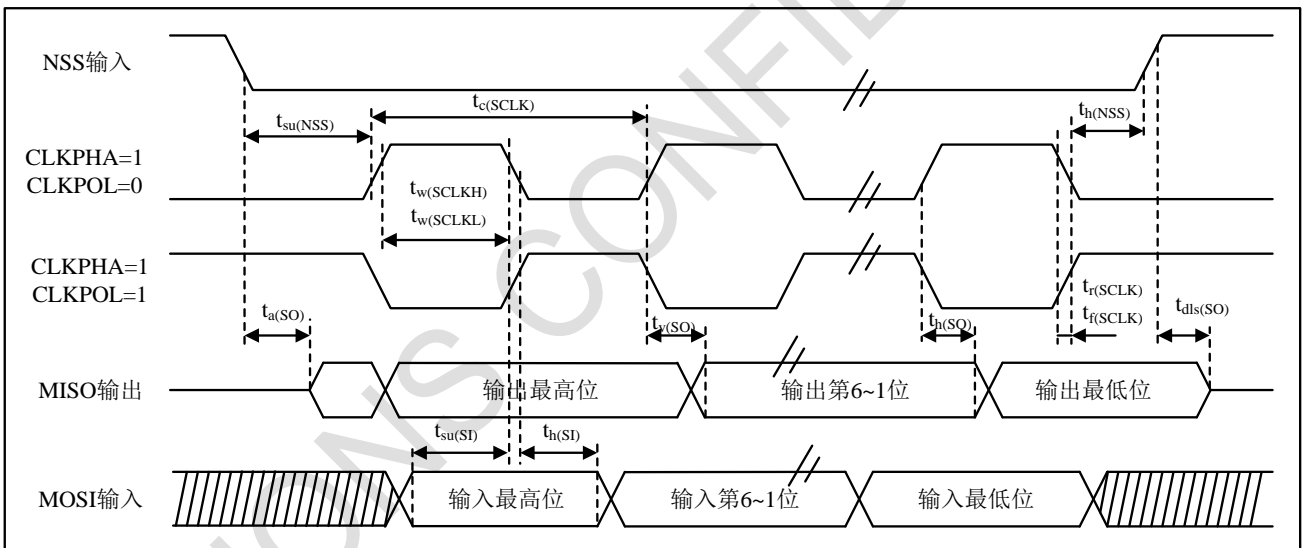 NSS输入
tc(SCLK)
tsu(NSS)
th(NSS)
CLKPHA=1
CLKPOL=0
tw(SCLKH)
tw(SCLKL)
CLKPHA=1
CLKPOL=1
ta(SO)
tv(SO)
th(SO)
tr(SCLK)
tf(SCLK)
tdls(SO)
MISO输出
输出最高位
输出第6~1位
输出最低位
tsu(SI)
th(SI)
MOSI输入
输入最高位
输入第6~1位
输入最低位